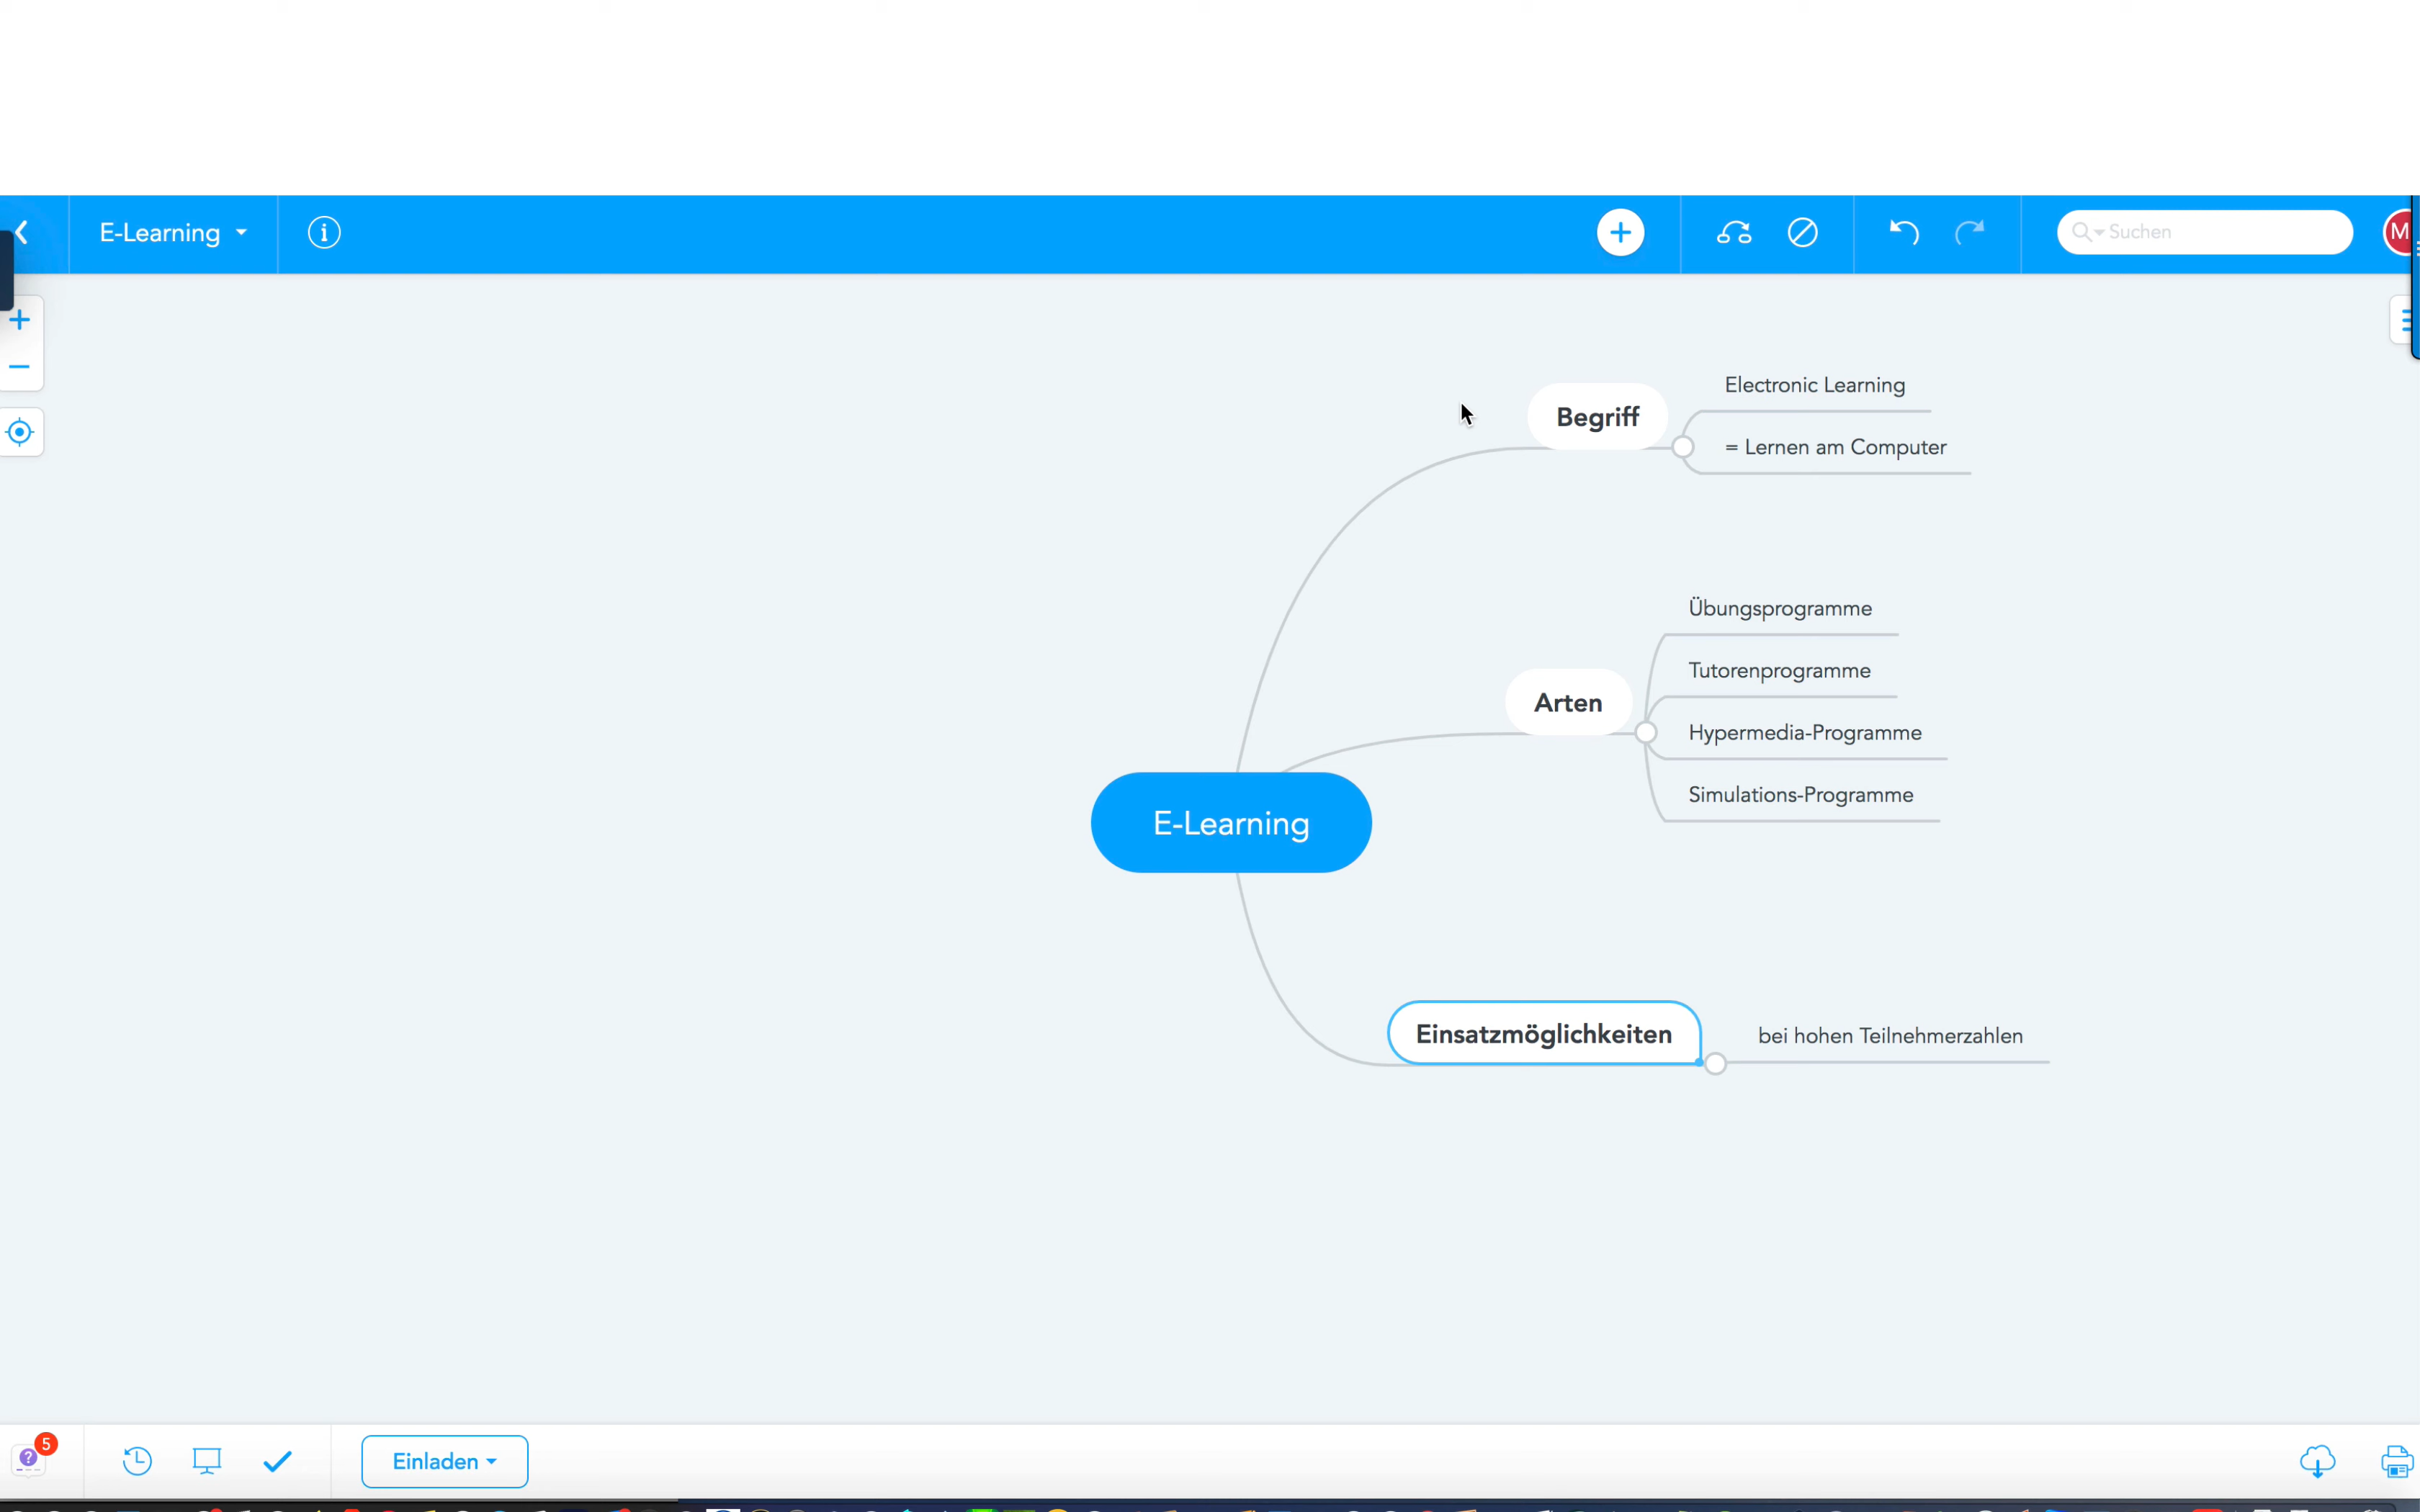 E-Learning
i
Suchen
M
Begriff
Electronic Learning
= Lernen am Computer
Arten
Übungsprogramme
Tutorenprogramme
Hypermedia-Programme
Simulations-Programme
E-Learning
Einsatzmöglichkeiten
bei hohen Teilnehmerzahlen
? 5
Einladen